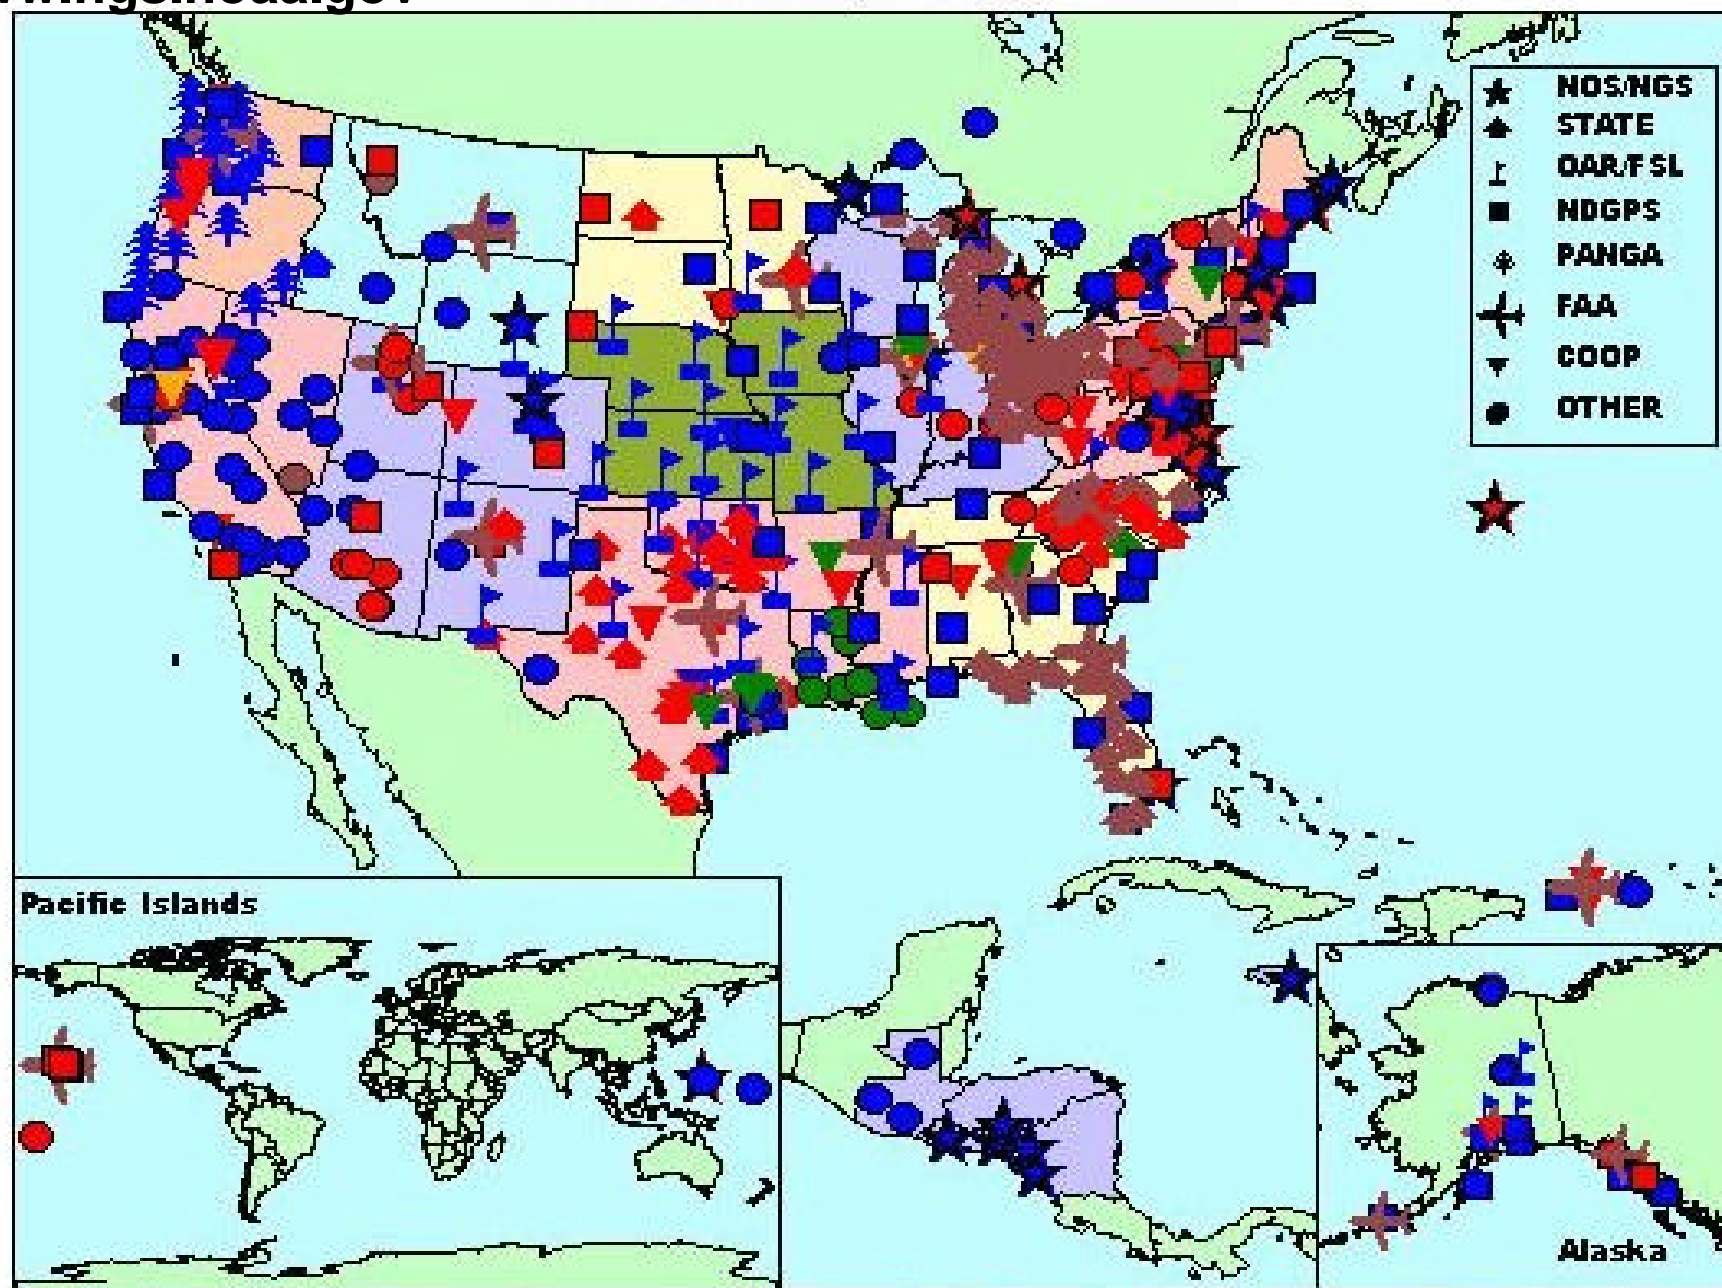 NOS/NGS
STATE
OAR/FSL
NDGPS
PANGA
FAA
COOP
OTHER
Pacific Islands
Alaska